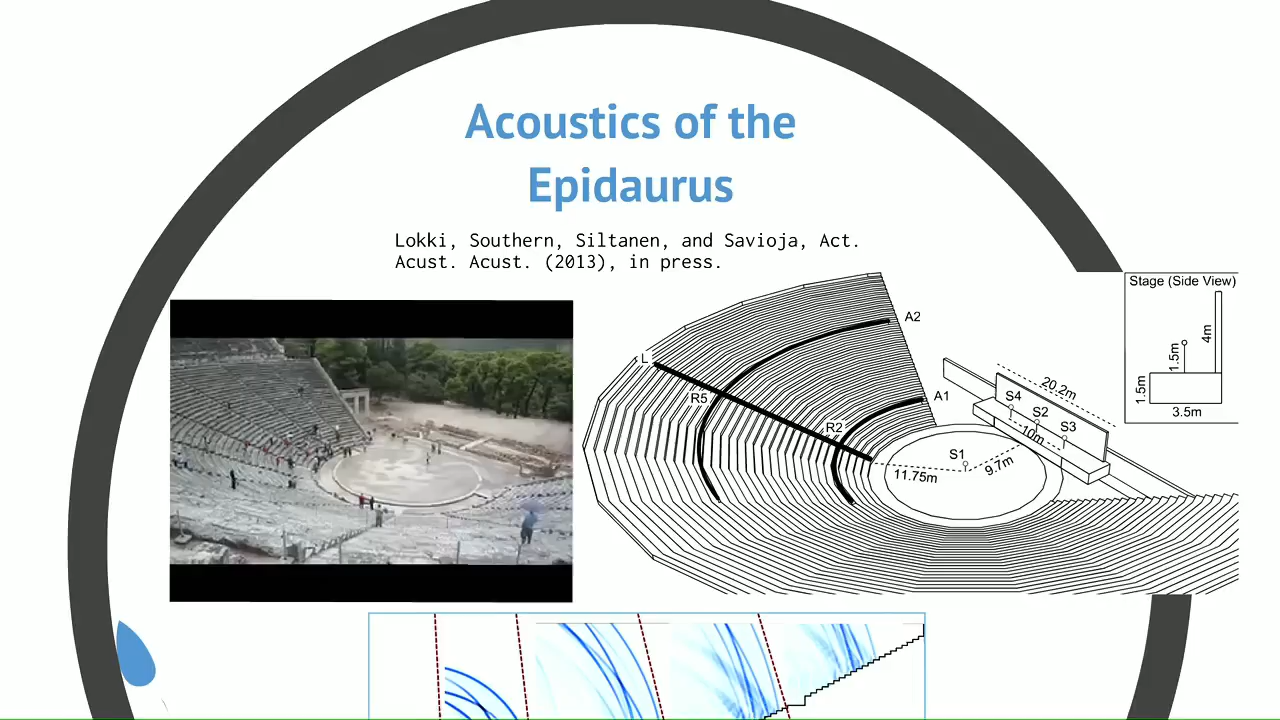 Acoustics of the
Epidaurus
Lokki, Southern, Siltanen, and Savioja, Act.
Acust. Acust. (2013), in press.
Stage (Side View)
4m
1.5m
1.5m
3.5m
A2
L
20.2m
R5
A1
S4
S2
R2
S3
10m
S1
9.7m
11.75m